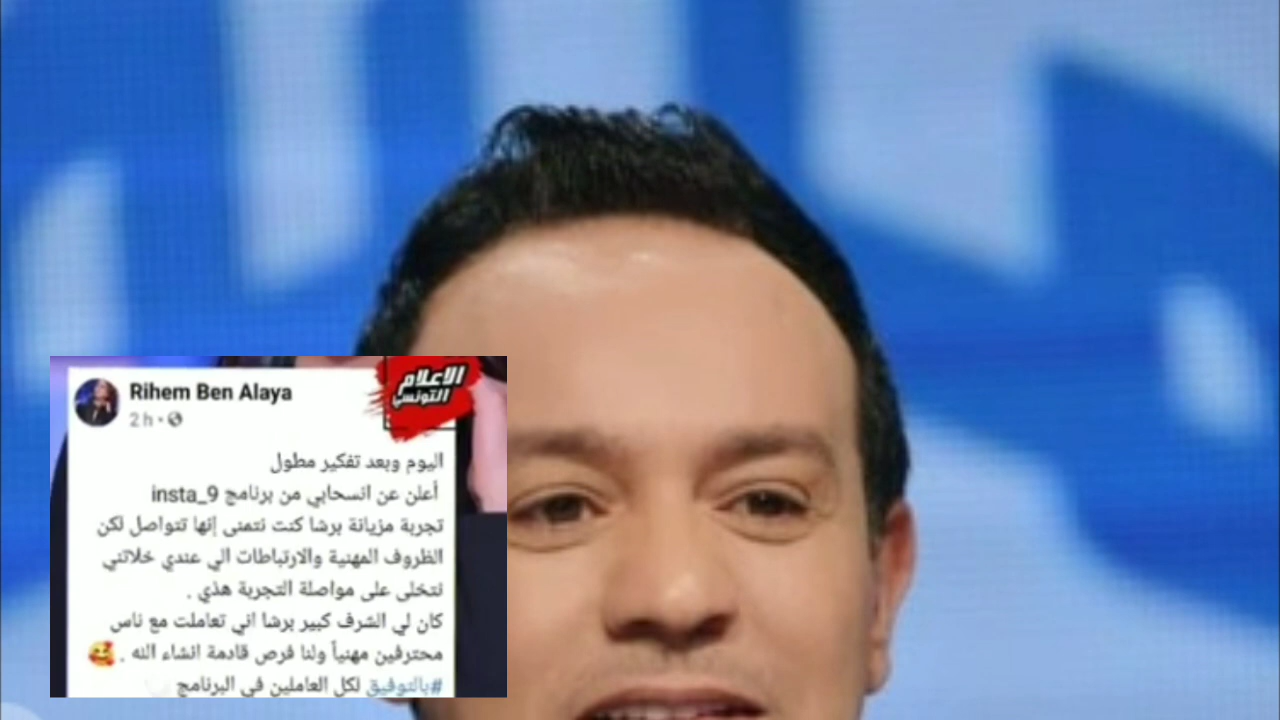 الاعلام
التونسي
Rihem Ben Alaya
2 h
اليوم وبعد تفكير مطول
أعلن عن انسحابي من برنامج insta_9
تجربة مزيانة برشا كنت نتمنى إنها تتواصل لكن
الظروف المهنية والارتباطات الي عندي خلاتني
نتخلى على مواصلة التجربة هذي .
كان لي الشرف كبير برشا اني تعاملت مع ناس
محترفين مهنياً ولنا فرص قادمة انشاء الله . 🥰
#بالتوفيق لكل العاملين في البرنامج 🤍